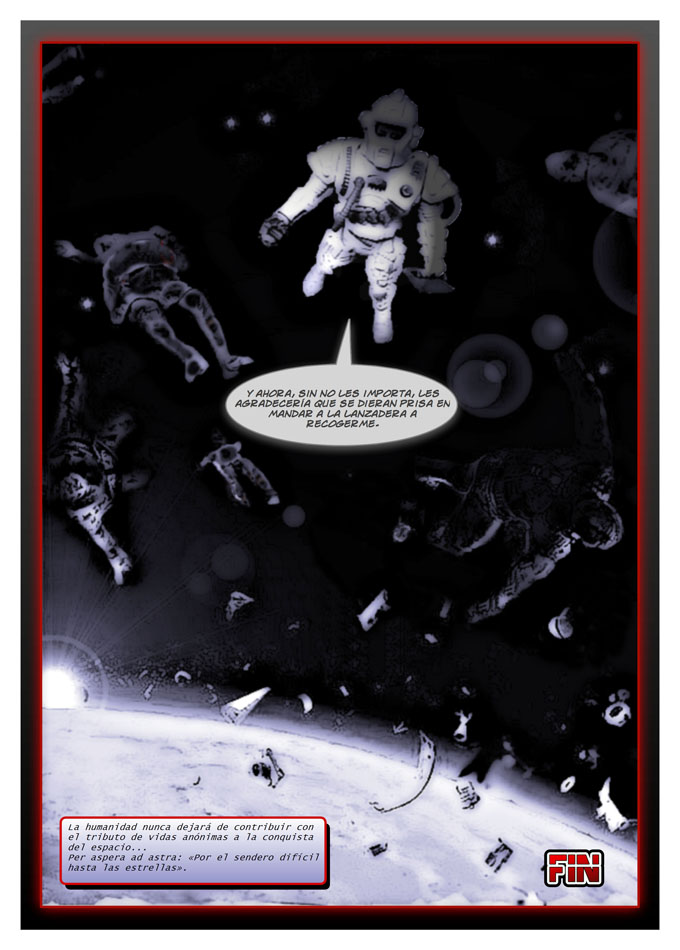 Y AHORA, SIN NO LES IMPORTA, LES
AGRADECERÍA QUE SE DIERAN PRISA EN
MANDAR A LA LANZADERA A
RECOGERME.
La humanidad nunca dejará de contribuir con
el tributo de vidas anónimas a la conquista
del espacio...
Per aspera ad astra: «Por el sendero difícil
hasta las estrellas».
FIN